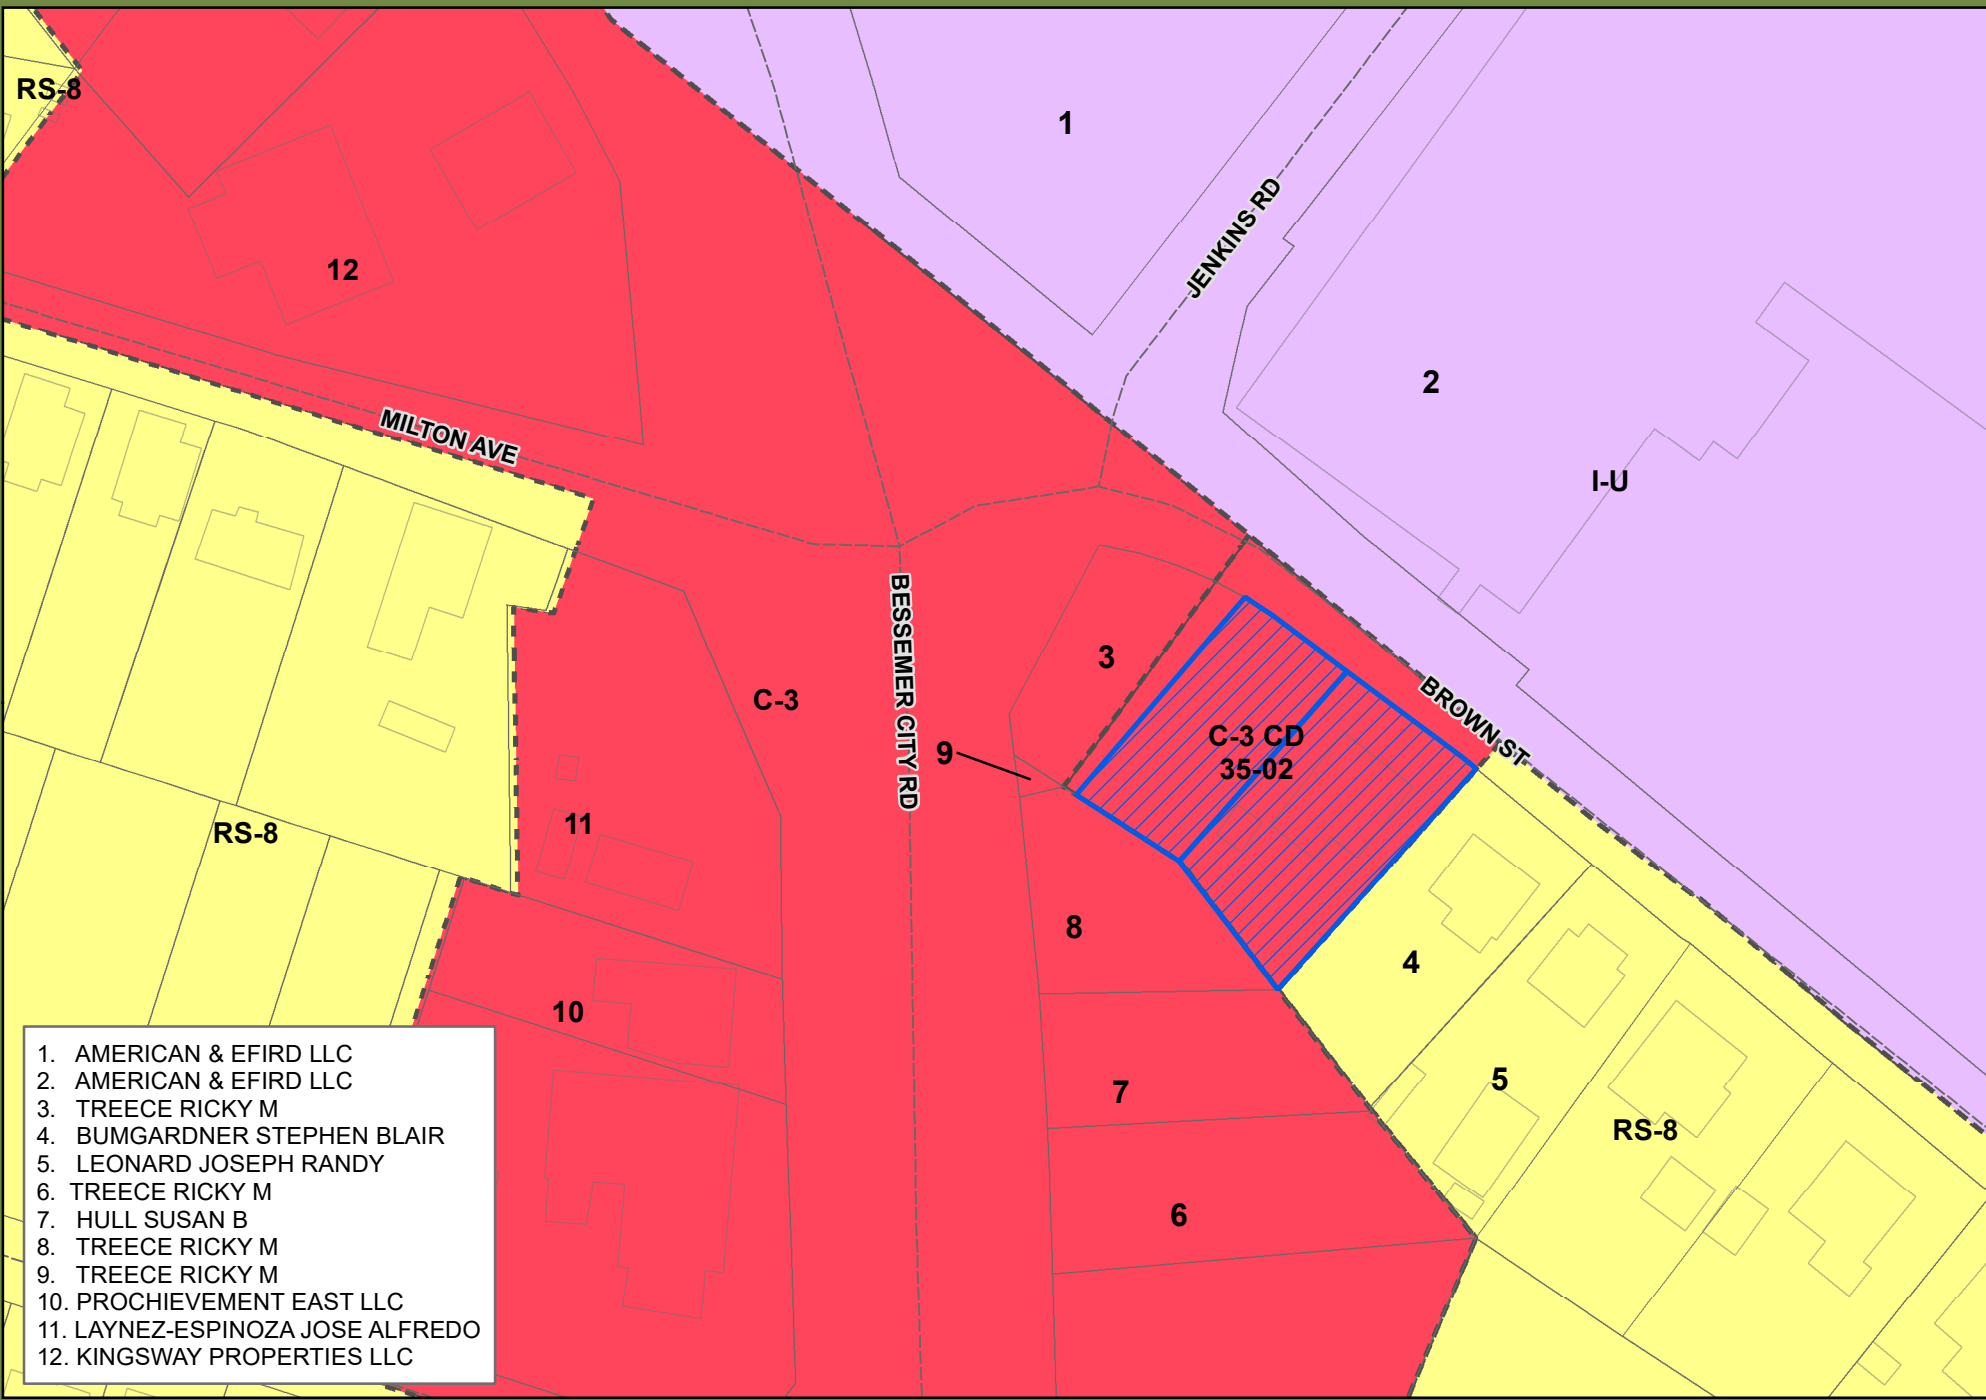 RS-8
1
JENKINS RD
12
2
MILTON AVE
I-U
BESSEMER CITY RD
3
C-3
BROWN ST
C-3 CD
35-02
9
11
RS-8
8
4
10
5
7
RS-8
6
1. AMERICAN & EFIRD LLC
2. AMERICAN & EFIRD LLC
3. TREECE RICKY M
4. BUMGARDNER STEPHEN BLAIR
5. LEONARD JOSEPH RANDY
6. TREECE RICKY M
7. HULL SUSAN B
8. TREECE RICKY M
9. TREECE RICKY M
10. PROCHIEVEMENT EAST LLC
11. LAYNEZ-ESPINOZA JOSE ALFREDO
12. KINGSWAY PROPERTIES LLC